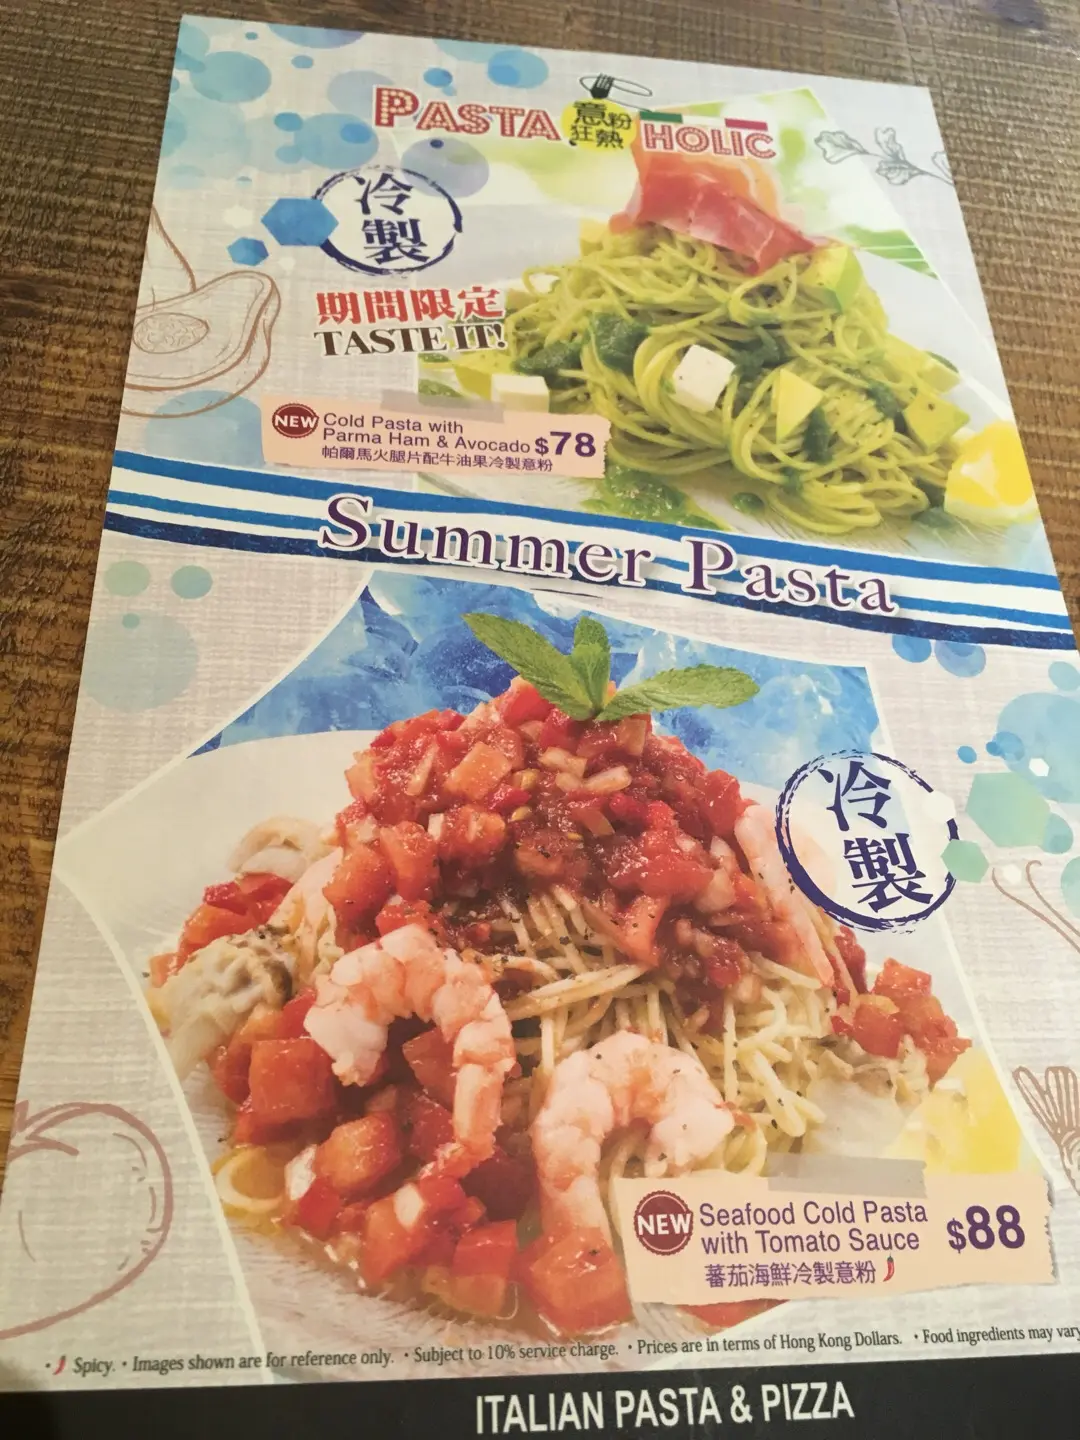 PASTA 意粉狂熱 HOLIC
冷製
期間限定
TASTE IT!
NEW Cold Pasta with
Parma Ham & Avocado $78
帕爾馬火腿片配牛油果冷製意粉
Summer Pasta
冷製
NEW Seafood Cold Pasta
with Tomato Sauce $88
蕃茄海鮮冷製意粉
• Spicy. • Images shown are for reference only. • Subject to 10% service charge. • Prices are in terms of Hong Kong Dollars. • Food ingredients may vary
ITALIAN PASTA & PIZZA